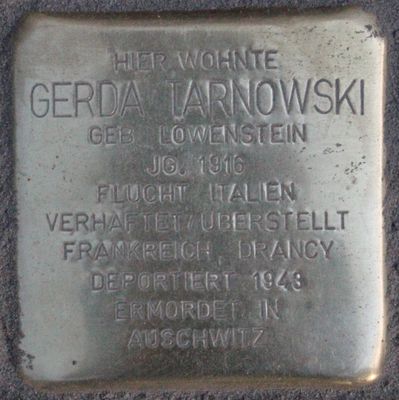 HIER WOHNTE
GERDA TARNOWSKI
GEB. LÖWENSTEIN
JG. 1916
FLUCHT ITALIEN
VERHAFTET/ÜBERSTELLT
FRANKREICH, DRANCY
DEPORTIERT 1943
ERMORDET IN
AUSCHWITZ